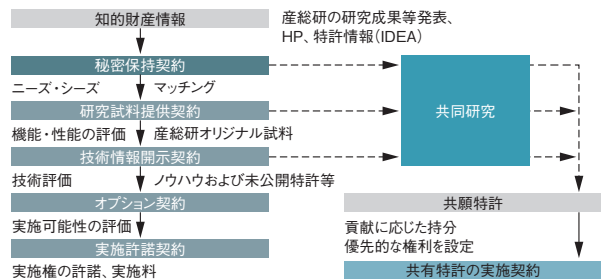 知的財産情報
産総研の研究成果等発表、
HP、特許情報(IDEA)
秘密保持契約
ニーズ・シーズ
マッチング
研究試料提供契約
機能・性能の評価
産総研オリジナル試料
技術情報開示契約
技術評価
ノウハウおよび未公開特許等
オプション契約
実施可能性の評価
実施許諾契約
実施権の許諾、実施料
共同研究
共願特許
貢献に応じた持分
優先的な権利を設定
共有特許の実施契約